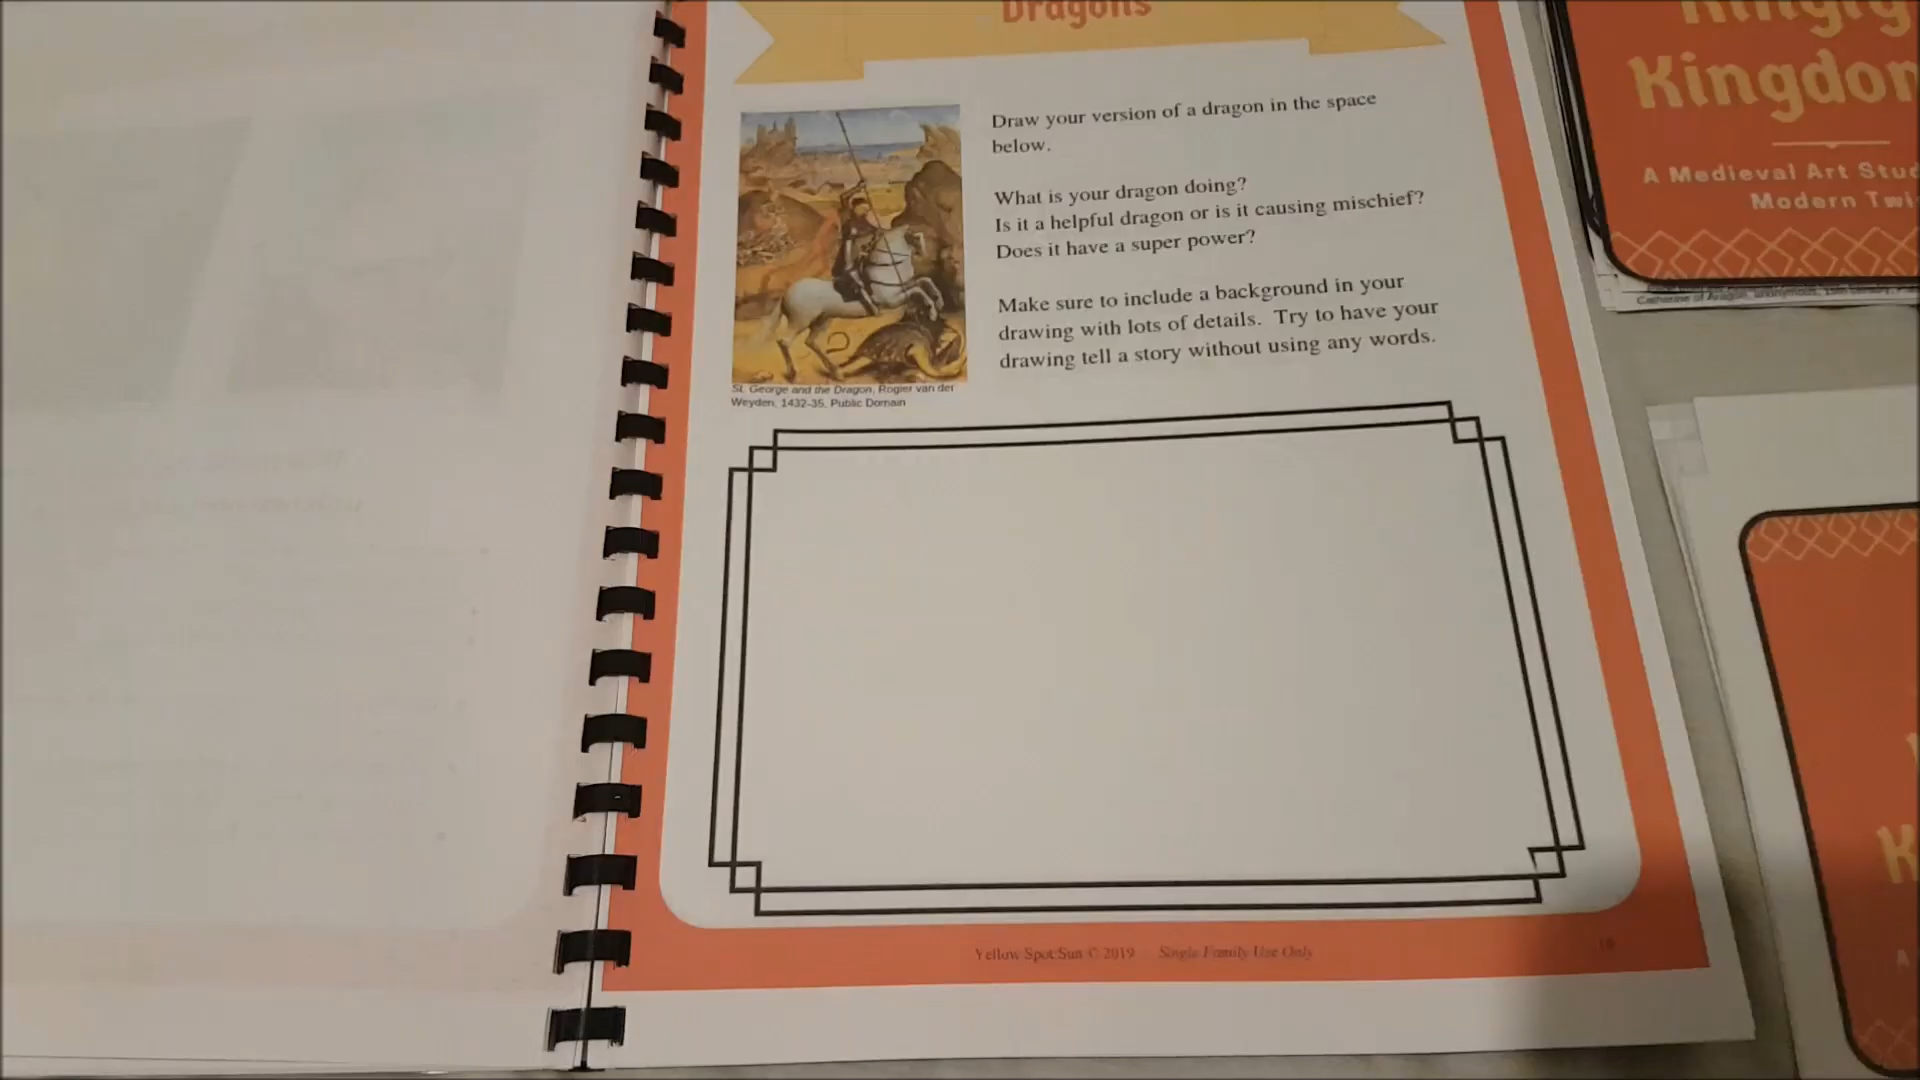 Dragons
Draw your version of a dragon in the space
below.
What is your dragon doing?
Is it a helpful dragon or is it causing mischief?
Does it have a super power?
Make sure to include a background in your
drawing with lots of details. Try to have your
drawing tell a story without using any words.
St. George and the Dragon, Rogier van der
Weyden, 1432-35, Public Domain
Yellow Spot Sun © 2019 Single Family Use Only
Kingdom
A Medieval Art Stud
Modern Twi
Catherine of Aragon, anonymous,
K
A